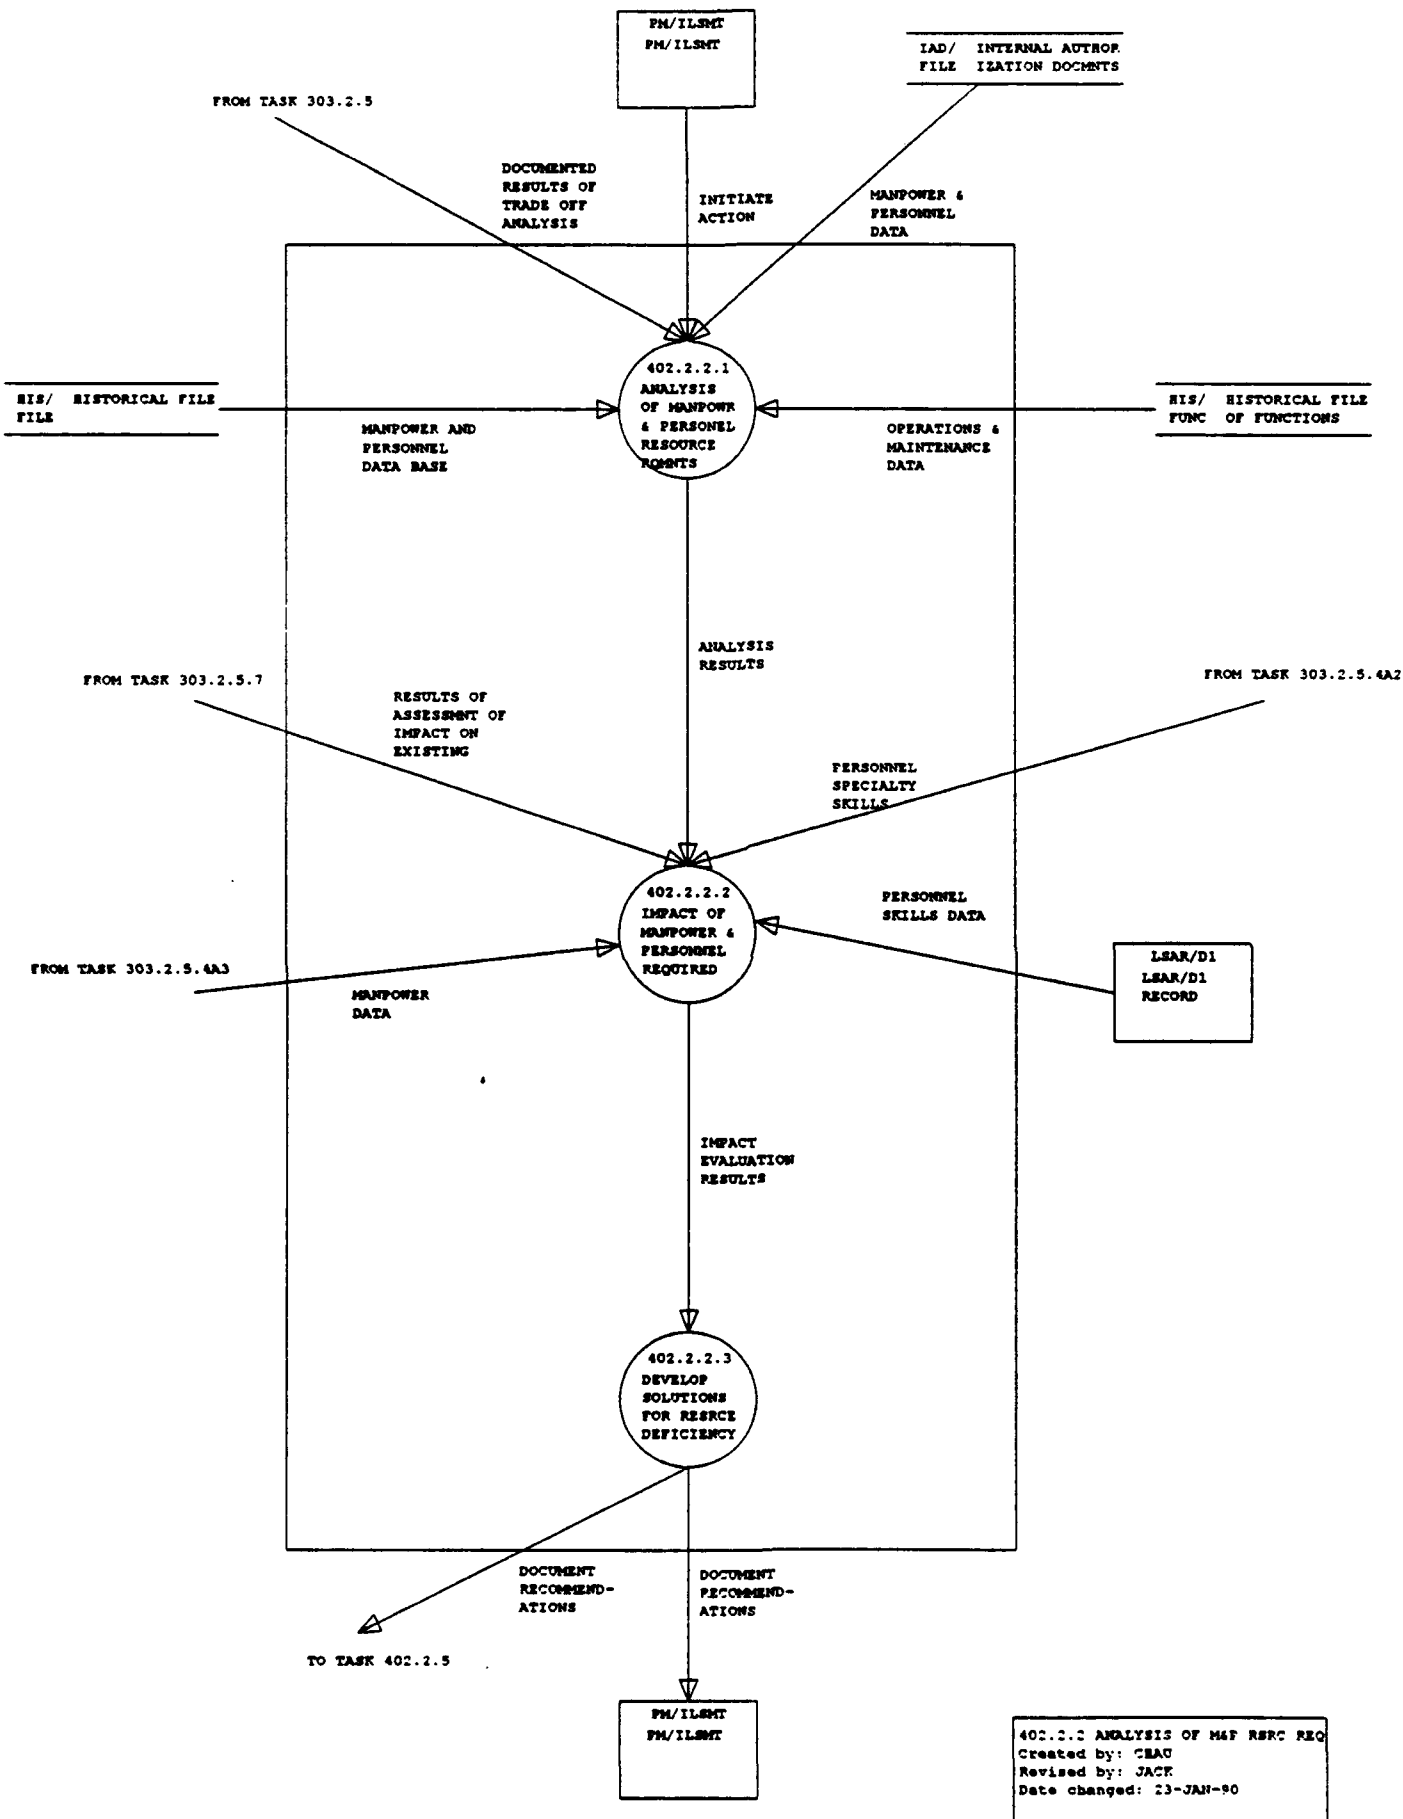 PM/ILSMT
PM/ILSMT
IAD/ INTERNAL AUTHOR
FILE IZATION DOCMNTS
FROM TASK 303.2.5
DOCUMENTED
RESULTS OF
TRADE OFF
ANALYSIS
INITIATE
ACTION
MANPOWER &
PERSONNEL
DATA
402.2.2.1
ANALYSIS
OF MANPOWR
& PERSONEL
RESOURCE
RQMNTS
HIS/ HISTORICAL FILE
FILE
HIS/ HISTORICAL FILE
FUNC OF FUNCTIONS
MANPOWER AND
PERSONNEL
DATA BASE
OPERATIONS &
MAINTENANCE
DATA
ANALYSIS
RESULTS
FROM TASK 303.2.5.7
FROM TASK 303.2.5.4A2
RESULTS OF
ASSESSMNT OF
IMPACT ON
EXISTING
PERSONNEL
SPECIALTY
SKILLS
402.2.2.2
IMPACT OF
MANPOWER &
PERSONNEL
REQUIRED
PERSONNEL
SKILLS DATA
FROM TASK 303.2.5.4A3
MANPOWER
DATA
LSAR/D1
LSAR/D1
RECORD
IMPACT
EVALUATION
RESULTS
402.2.2.3
DEVELOP
SOLUTIONS
FOR RESRCE
DEFICIENCY
DOCUMENT
RECOMMEND-
ATIONS
DOCUMENT
RECOMMEND-
ATIONS
TO TASK 402.2.5
PM/ILSMT
PM/ILSMT
402.2.2 ANALYSIS OF M&P RSRC REQ
Created by: CHAU
Revised by: JACK
Date changed: 23-JAN-90